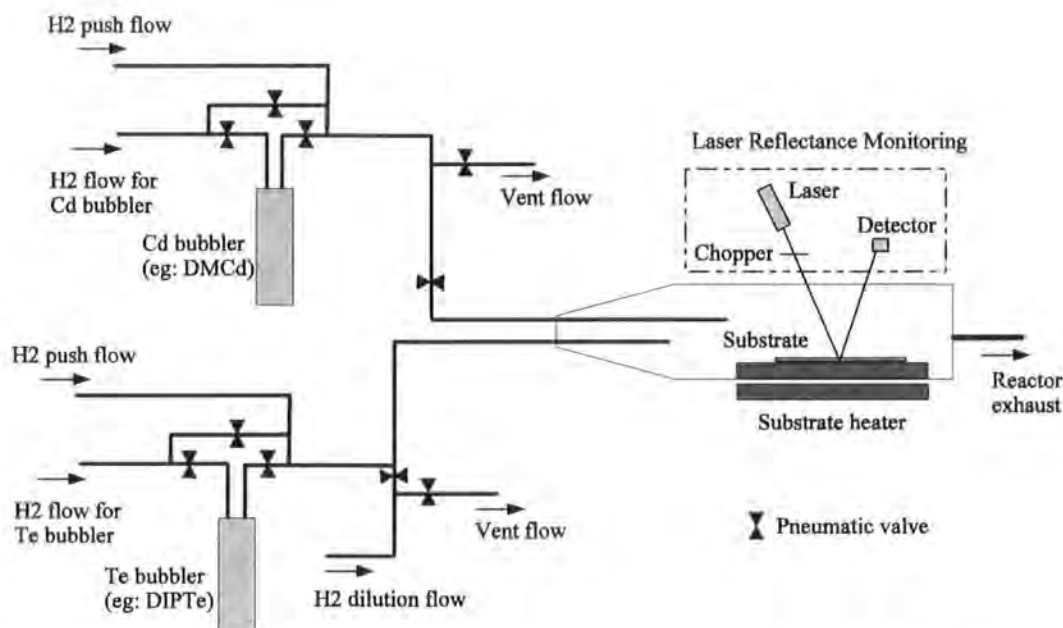 H2 push flow
H2 flow for
Cd bubbler
Cd bubbler
(eg: DMCd)
Vent flow
Laser Reflectance Monitoring
Laser
Detector
Chopper
Substrate
Reactor
exhaust
Substrate heater
H2 push flow
H2 flow for
Te bubbler
Te bubbler
(eg: DIPTe)
Vent flow
H2 dilution flow
Pneumatic valve